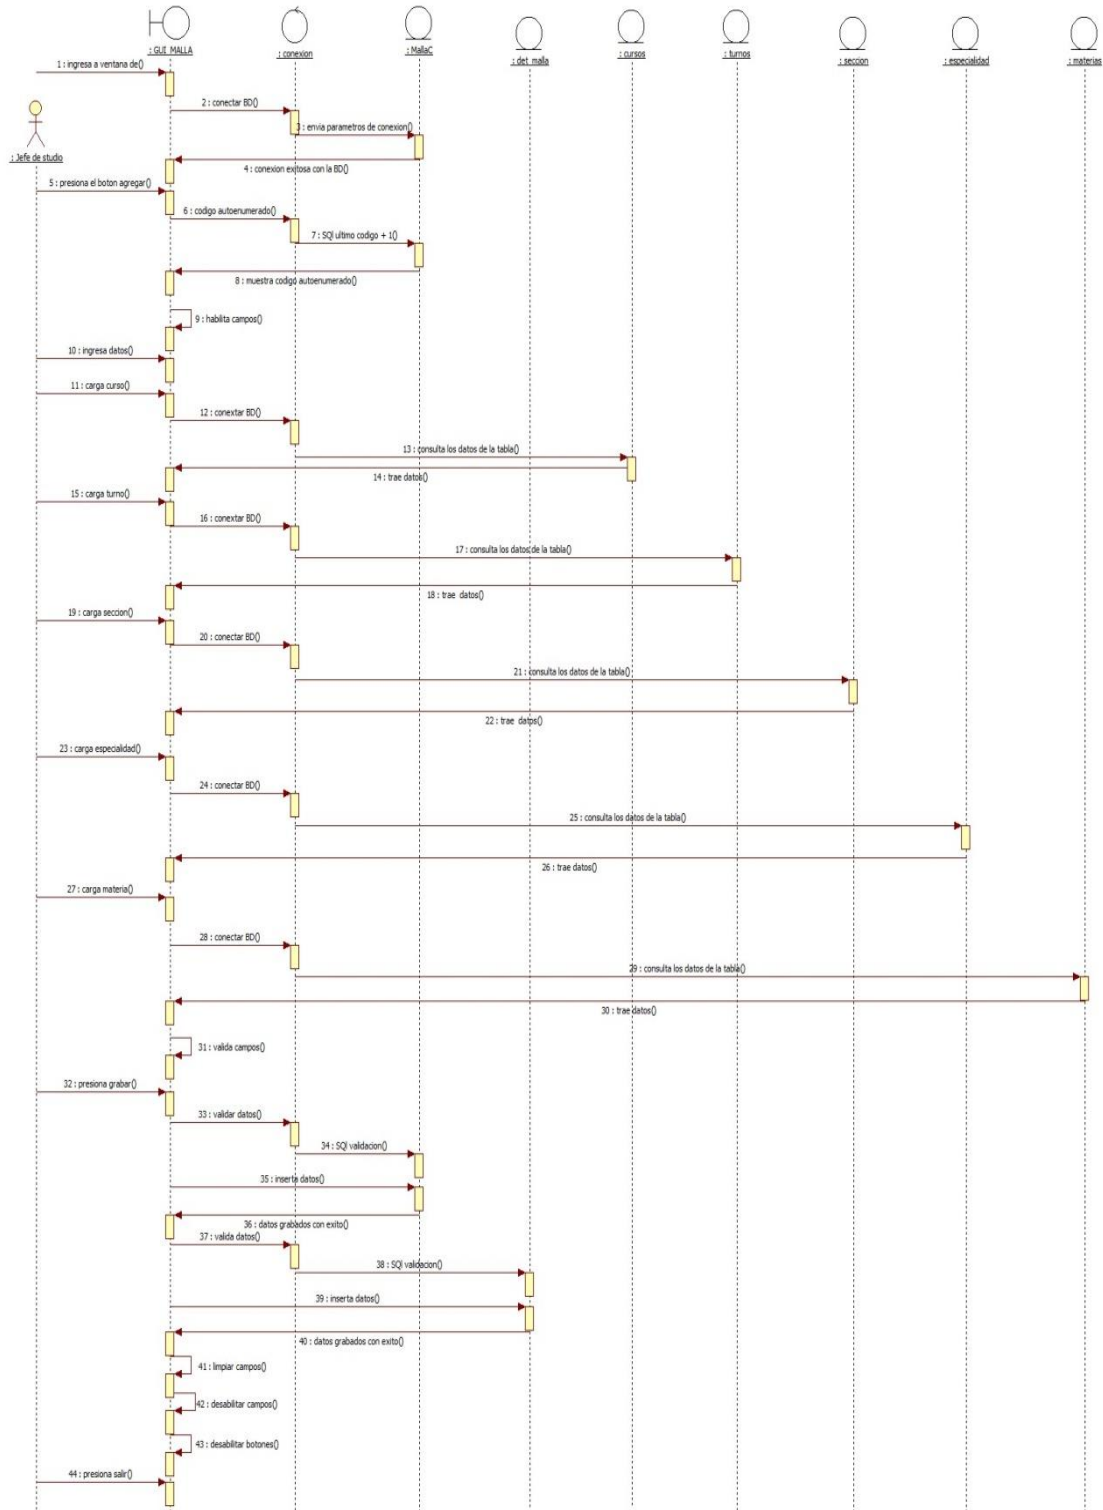 : GUI MALLA
: conexion
: MallaC
: det malla
: cursos
: turnos
: seccion
: especialidad
: materias
1 : ingresa a ventana de()
2 : conectar BD()
3 : envia parametros de conexion()
: Jefe de studio
4 : conexion exitosa con la BD()
5 : presiona el boton agregar()
6 : codigo autoenumerado()
7 : SQl ultimo codigo + 1()
8 : muestra codigo autoenumerado()
9 : habilita campos()
10 : ingresa datos()
11 : carga curso()
12 : conextar BD()
13 : consulta los datos de la tabla()
14 : trae datos()
15 : carga turno()
16 : conextar BD()
17 : consulta los datos de la tabla()
18 : trae datos()
19 : carga seccion()
20 : conectar BD()
21 : consulta los datos de la tabla()
22 : trae datos()
23 : carga especialidad()
24 : conectar BD()
25 : consulta los datos de la tabla()
26 : trae datos()
27 : carga materia()
28 : conectar BD()
29 : consulta los datos de la tabla()
30 : trae datos()
31 : valida campos()
32 : presiona grabar()
33 : validar datos()
34 : SQl validacion()
35 : inserta datos()
36 : datos grabados con exito()
37 : valida datos()
38 : SQl validacion()
39 : inserta datos()
40 : datos grabados con exito()
41 : limpiar campos()
42 : desabilitar campos()
43 : desabilitar botones()
44 : presiona salir()